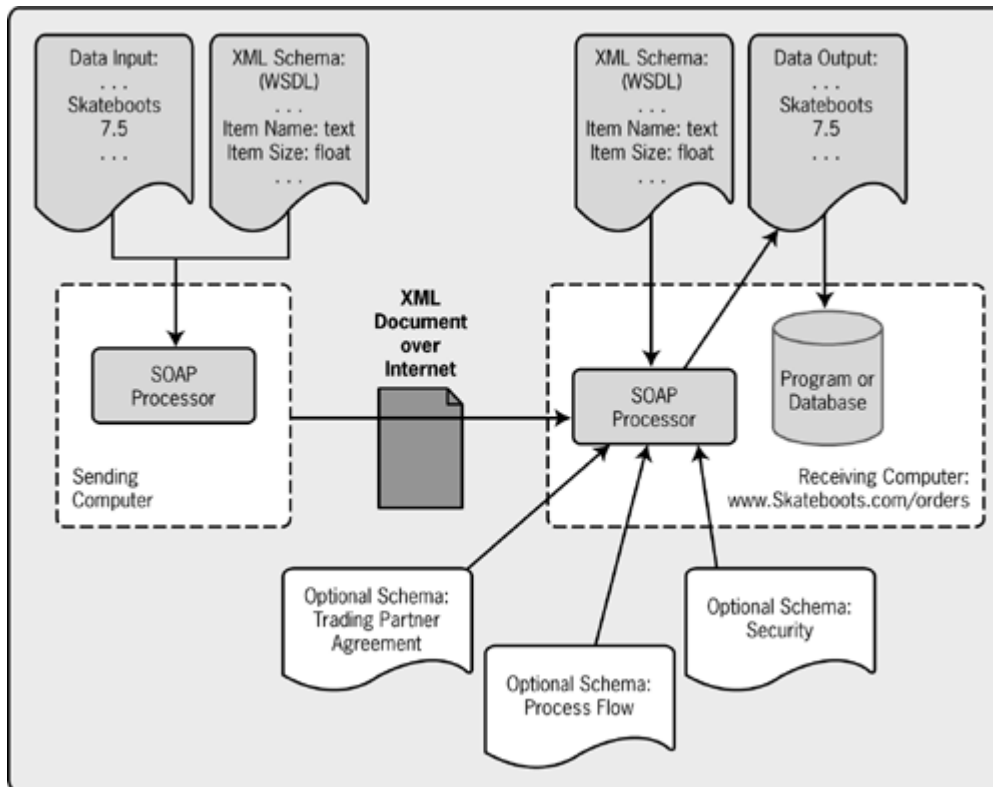 Data Input:
. . .
Skateboots
7.5
. . .
XML Schema:
(WSDL)
. . .
Item Name: text
Item Size: float
. . .
XML Schema:
(WSDL)
. . .
Item Name: text
Item Size: float
. . .
Data Output:
. . .
Skateboots
7.5
. . .
SOAP
Processor
Sending
Computer
XML
Document
over
Internet
SOAP
Processor
Program or
Database
Receiving Computer:
www.Skateboots.com/orders
Optional Schema:
Trading Partner
Agreement
Optional Schema:
Process Flow
Optional Schema:
Security